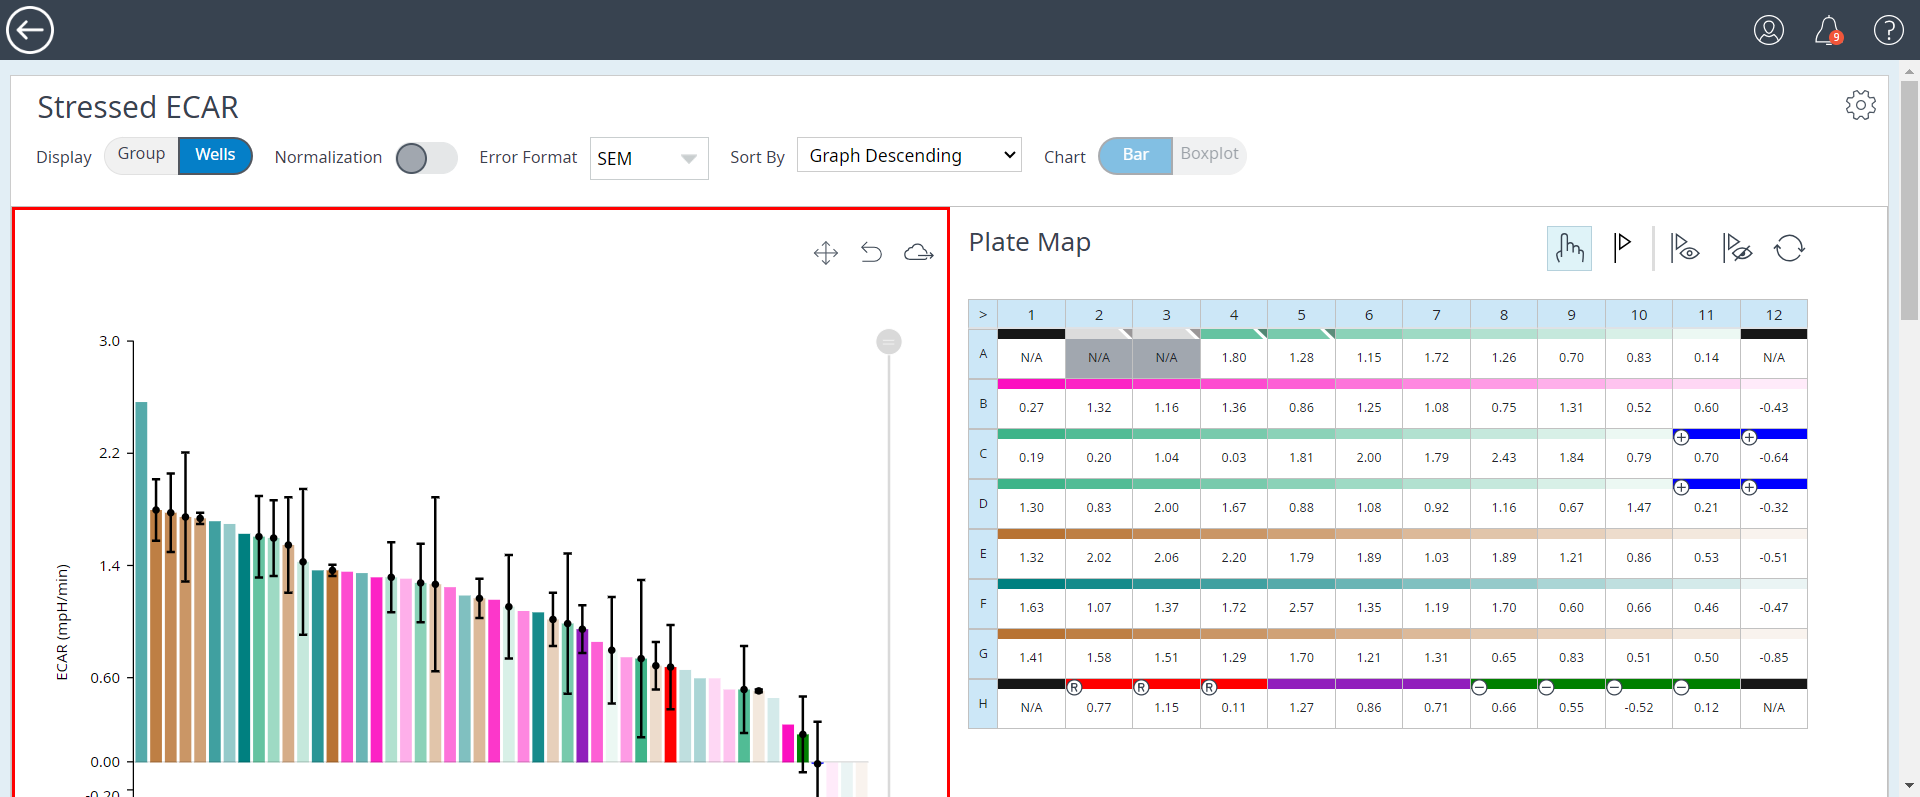 9 ?
Stressed ECAR
Display Group Wells Normalization Error Format SEM Sort By Graph Descending Chart Bar Boxplot
Plate Map
3.0
2.2
1.4
0.60
0.00
-0.20
ECAR (mpH/min)
> 1 2 3 4 5 6 7 8 9 10 11 12
A N/A N/A N/A 1.80 1.28 1.15 1.72 1.26 0.70 0.83 0.14 N/A
B 0.27 1.32 1.16 1.36 0.86 1.25 1.08 0.75 1.31 0.52 0.60 -0.43
+ +
C 0.19 0.20 1.04 0.03 1.81 2.00 1.79 2.43 1.84 0.79 0.70 -0.64
+ +
D 1.30 0.83 2.00 1.67 0.88 1.08 0.92 1.16 0.67 1.47 0.21 -0.32
E 1.32 2.02 2.06 2.20 1.79 1.89 1.03 1.89 1.21 0.86 0.53 -0.51
F 1.63 1.07 1.37 1.72 2.57 1.35 1.19 1.70 0.60 0.66 0.46 -0.47
G 1.41 1.58 1.51 1.29 1.70 1.21 1.31 0.65 0.83 0.51 0.50 -0.85
R R R − − − −
H N/A 0.77 1.15 0.11 1.27 0.86 0.71 0.66 0.55 -0.52 0.12 N/A